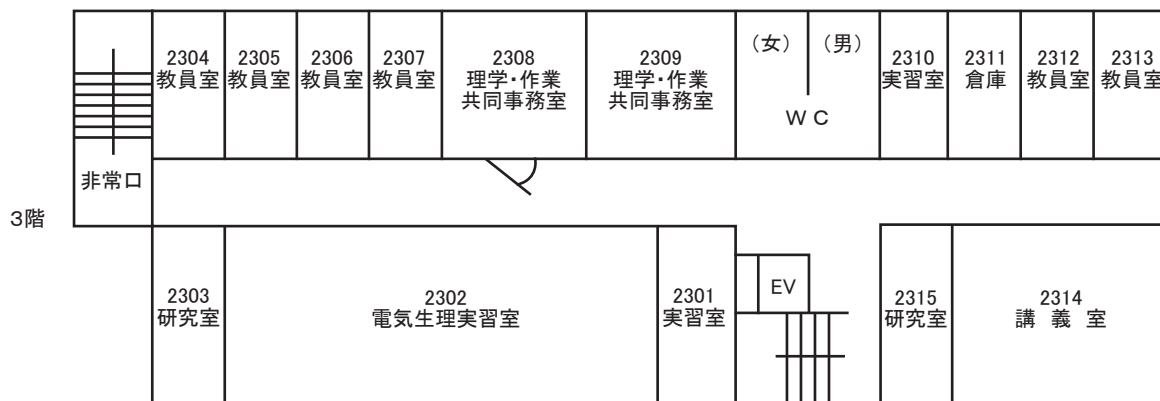 2304
教員室
2305
教員室
2306
教員室
2307
教員室
2308
理学・作業
共同事務室
2309
理学・作業
共同事務室
（女）
（男）
ＷＣ
2310
実習室
2311
倉庫
2312
教員室
2313
教員室
非常口
3階
2303
研究室
2302
電気生理実習室
2301
実習室
EV
2315
研究室
2314
講義室